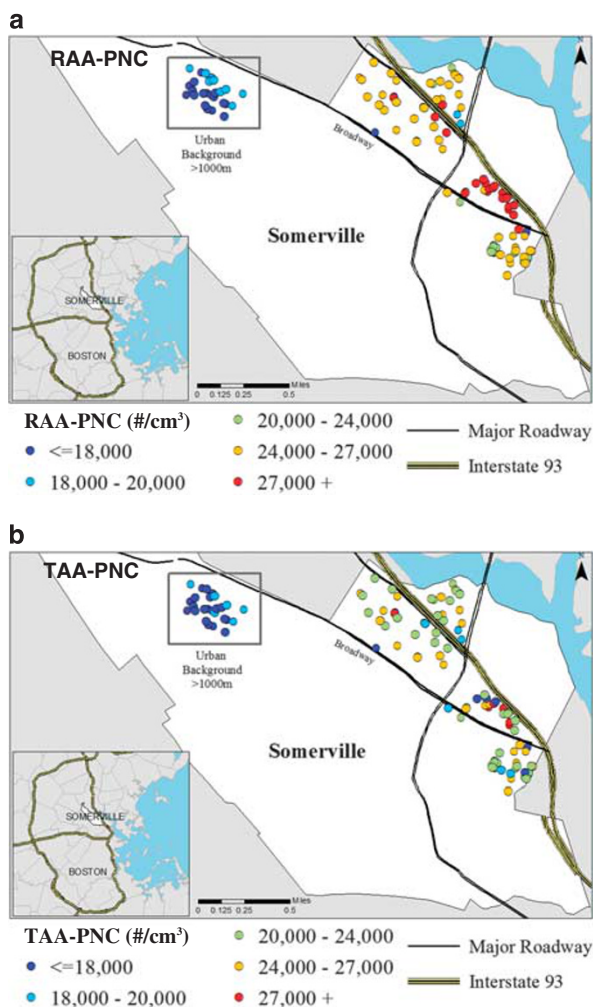 a
RAA-PNC
N
Urban
Background
>1000m
Broadway
Somerville
SOMERVILLE
BOSTON
Miles
0 0.125 0.25 0.5
RAA-PNC (#/cm³)
<=18,000
18,000 - 20,000
20,000 - 24,000
24,000 - 27,000
27,000 +
Major Roadway
Interstate 93
b
TAA-PNC
N
Urban
Background
>1000m
Broadway
Somerville
SOMERVILLE
BOSTON
Miles
0 0.125 0.25 0.5
TAA-PNC (#/cm³)
<=18,000
18,000 - 20,000
20,000 - 24,000
24,000 - 27,000
27,000 +
Major Roadway
Interstate 93